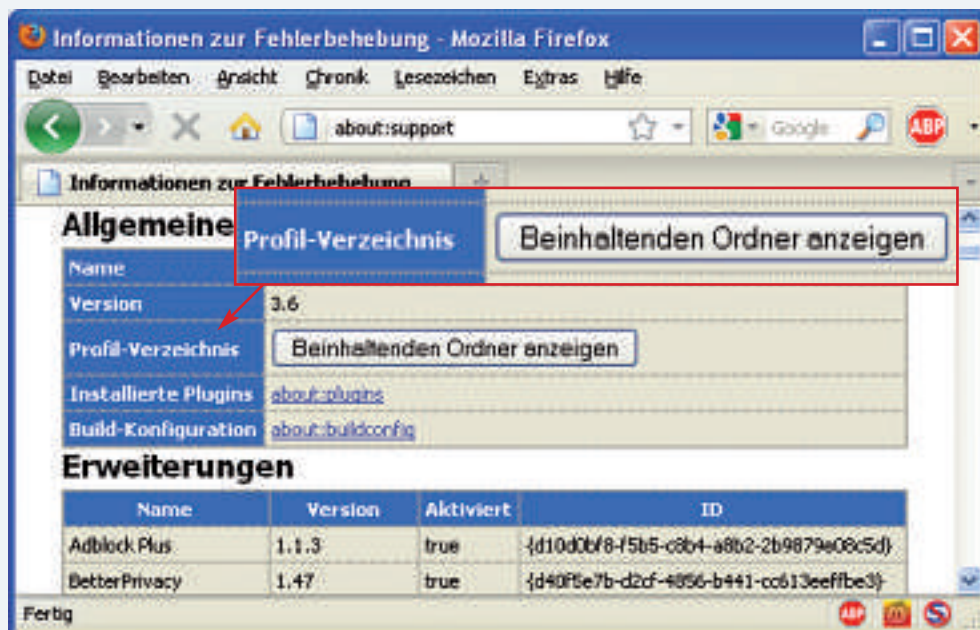 Informationen zur Fehlerbehebung - Mozilla Firefox
Datei Bearbeiten Ansicht Chronik Lesezeichen Extras Hilfe
about:support Google ABP
Informationen zur Fehlerbehebung
Allgemeine
Profil-Verzeichnis Beinhaltenden Ordner anzeigen
Name
Version 3.6
Profil-Verzeichnis Beinhaltenden Ordner anzeigen
Installierte Plugins about:plugins
Build-Konfiguration about:buildconfig
Erweiterungen
Name Version Aktiviert ID
Adblock Plus 1.1.3 true {d10d0bf8-f5b5-c8b4-a8b2-2b9879e08c5d}
BetterPrivacy 1.47 true {d40f5e7b-d2cf-4856-b441-cc613eeffbe3}
Fertig ABP